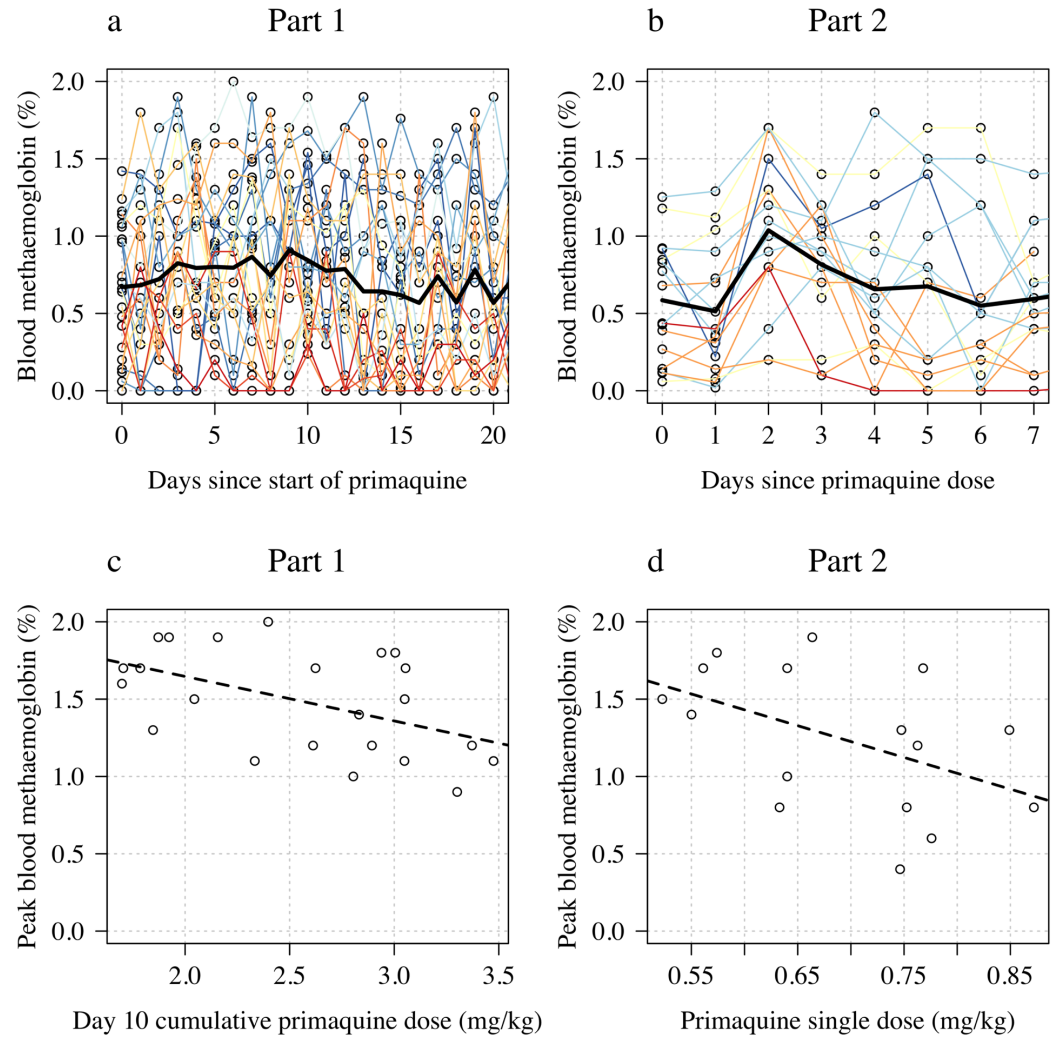 a Part 1
Blood methaemoglobin (%)
2.0
1.5
1.0
0.5
0.0
0 5 10 15 20
Days since start of primaquine
b Part 2
Blood methaemoglobin (%)
2.0
1.5
1.0
0.5
0.0
0 1 2 3 4 5 6 7
Days since primaquine dose
c Part 1
Peak blood methaemoglobin (%)
2.0
1.5
1.0
0.5
0.0
2.0 2.5 3.0 3.5
Day 10 cumulative primaquine dose (mg/kg)
d Part 2
Peak blood methaemoglobin (%)
2.0
1.5
1.0
0.5
0.0
0.55 0.65 0.75 0.85
Primaquine single dose (mg/kg)